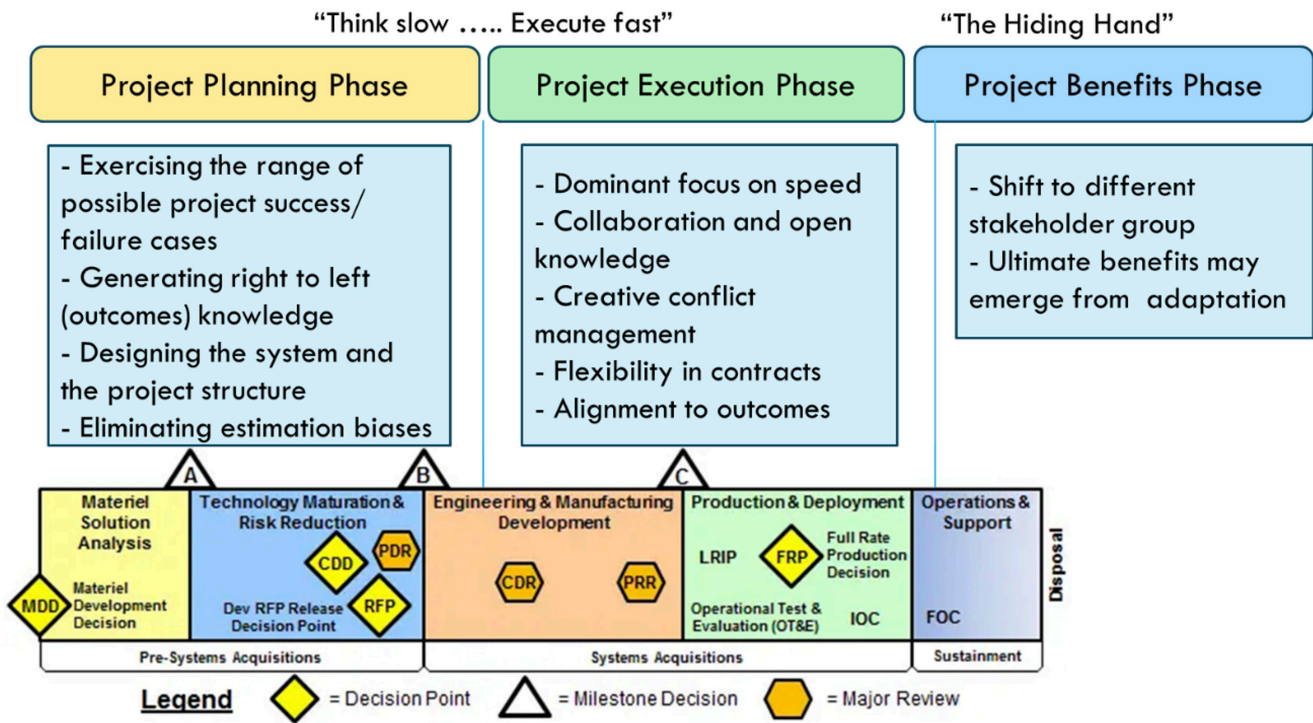 “Think slow ….. Execute fast”
“The Hiding Hand”
Project Planning Phase
Project Execution Phase
Project Benefits Phase
- Exercising the range of
possible project success/
failure cases
- Generating right to left
(outcomes) knowledge
- Designing the system and
the project structure
- Eliminating estimation biases
- Dominant focus on speed
- Collaboration and open
knowledge
- Creative conflict
management
- Flexibility in contracts
- Alignment to outcomes
- Shift to different
stakeholder group
- Ultimate benefits may
emerge from  adaptation
A
B
C
Materiel
Solution
Analysis
MDD
Materiel
Development
Decision
Technology Maturation &
Risk Reduction
CDD
PDR
Dev RFP Release
Decision Point
RFP
Engineering & Manufacturing
Development
CDR
PRR
Production & Deployment
LRIP
FRP
Full Rate
Production
Decision
Operational Test &
Evaluation (OT&E)
IOC
Operations &
Support
FOC
Disposal
Pre-Systems Acquisitions
Systems Acquisitions
Sustainment
Legend
= Decision Point
= Milestone Decision
= Major Review